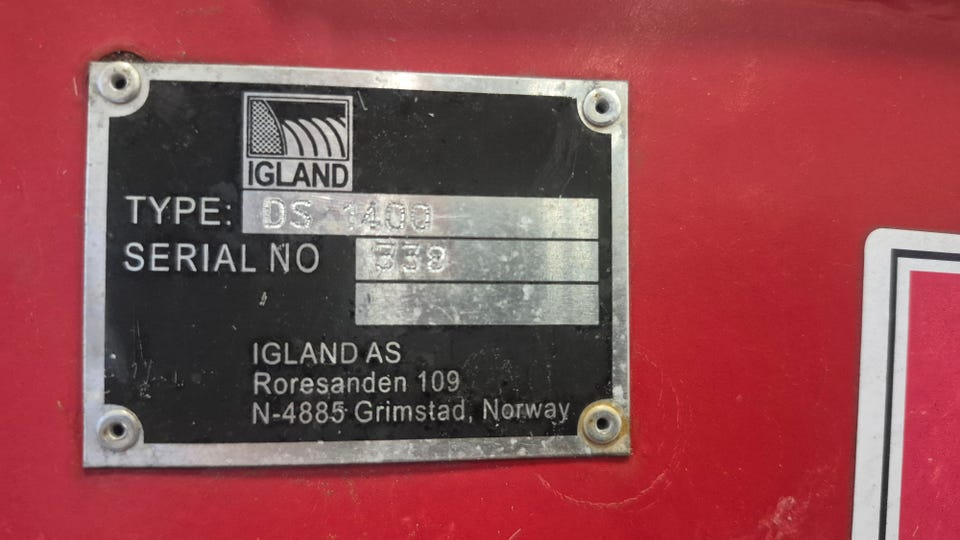 IGLAND
TYPE: DS 1400
SERIAL NO 338
IGLAND AS
Roresanden 109
N-4885 Grimstad, Norway